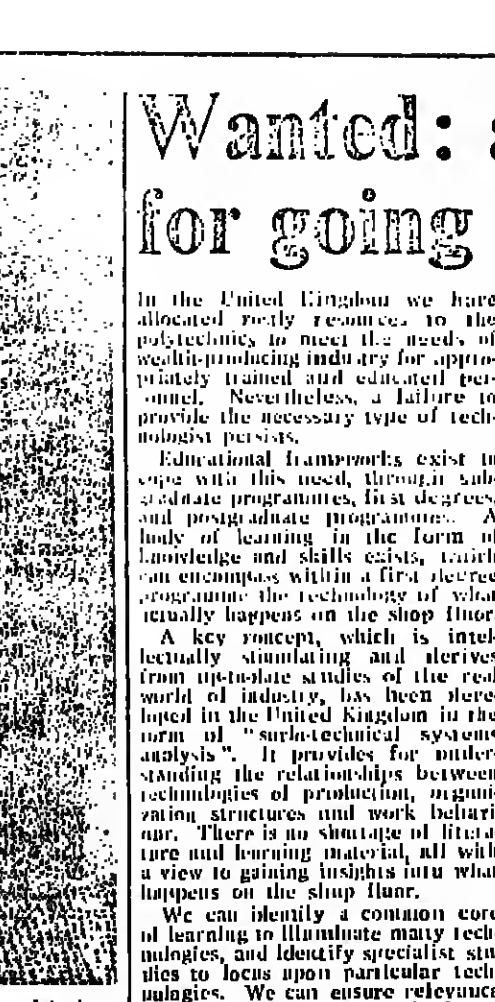 Wanted:
for going
In the United Kingdom we have
allocated costly resources to the
polytechnics to meet the needs of
wealth-producing industry for appro-
priately trained and educated per-
sonnel. Nevertheless, a failure to
provide the necessary type of tech-
nologist persists.
Educational frameworks exist to
cope with this need, through sub-
graduate programmes, first degrees,
and postgraduate programmes. A
body of learning in the form of
knowledge and skills exists, which
can encompass within a first degree
programme the technology of what
actually happens on the shop floor.
A key concept, which is intel-
lectually stimulating and derives
from up-to-date studies of the real
world of industry, has been deve-
loped in the United Kingdom in the
form of "socio-technical systems
analysis". It provides for under-
standing the relationships between
technologies of production, organi-
zation structures and work behavi-
our. There is no shortage of litera-
ture and learning material, all with
a view to gaining insights into what
happens on the shop floor.
We can identify a common core
of learning to illuminate many tech-
nologies, and identify specialist stu-
dies to focus upon particular tech-
nologies. We can ensure relevance